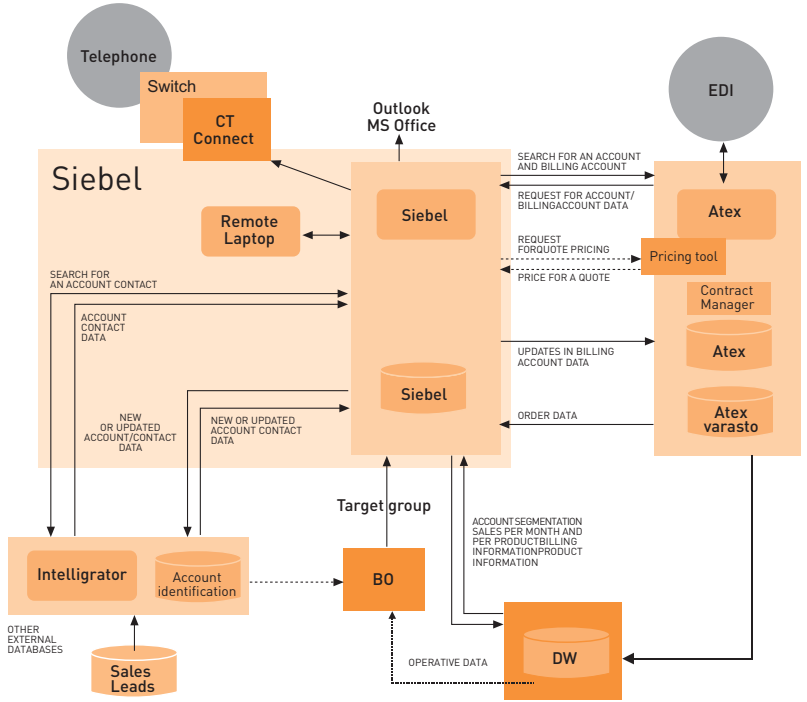 Telephone
Switch
CT
Connect
Outlook
MS Office
EDI
Siebel
SEARCH FOR AN ACCOUNT
AND BILLING ACCOUNT
REQUEST FOR ACCOUNT/
BILLINGACCOUNT DATA
Siebel
Atex
Remote
Laptop
REQUEST
FORQUOTE PRICING
Pricing tool
PRICE FOR A QUOTE
SEARCH FOR
AN ACCOUNT CONTACT
Contract
Manager
ACCOUNT
CONTACT
DATA
UPDATES IN BILLING
ACCOUNT DATA
Atex
Siebel
NEW
OR UPDATED
ACCOUNT/CONTACT
DATA
NEW OR UPDATED
ACCOUNT CONTACT
DATA
ORDER DATA
Atex
varasto
Target group
ACCOUNTSEGMENTATION
SALES PER MONTH AND
PER PRODUCTBILLING
INFORMATIONPRODUCT
INFORMATION
Intelligrator
Account
identification
BO
OTHER
EXTERNAL
DATABASES
Sales
Leads
OPERATIVE DATA
DW